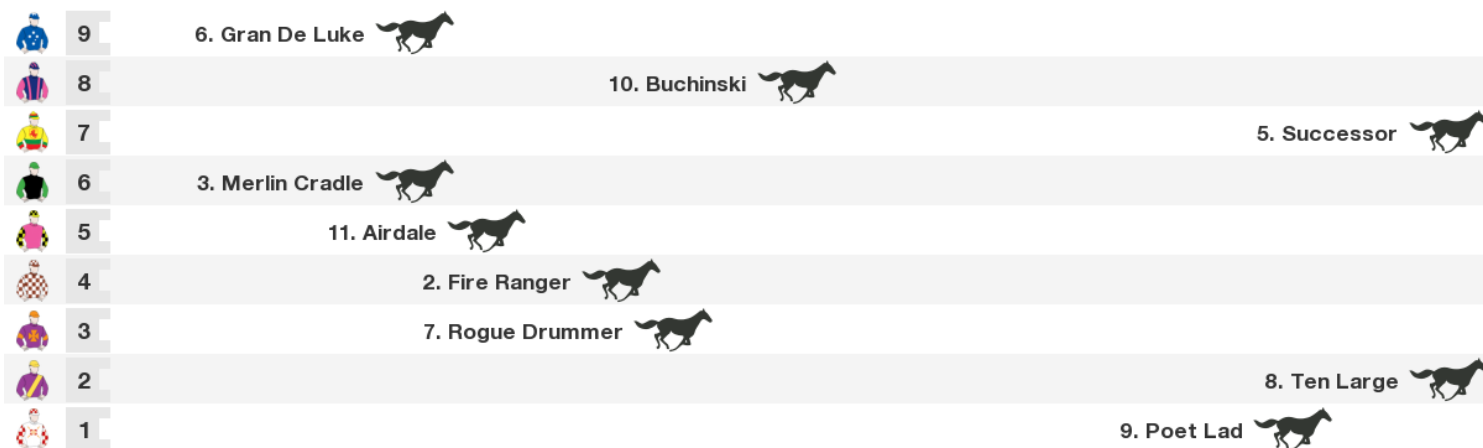 9 6. Gran De Luke
8 10. Buchinski
7 5. Successor
6 3. Merlin Cradle
5 11. Airdale
4 2. Fire Ranger
3 7. Rogue Drummer
2 8. Ten Large
1 9. Poet Lad